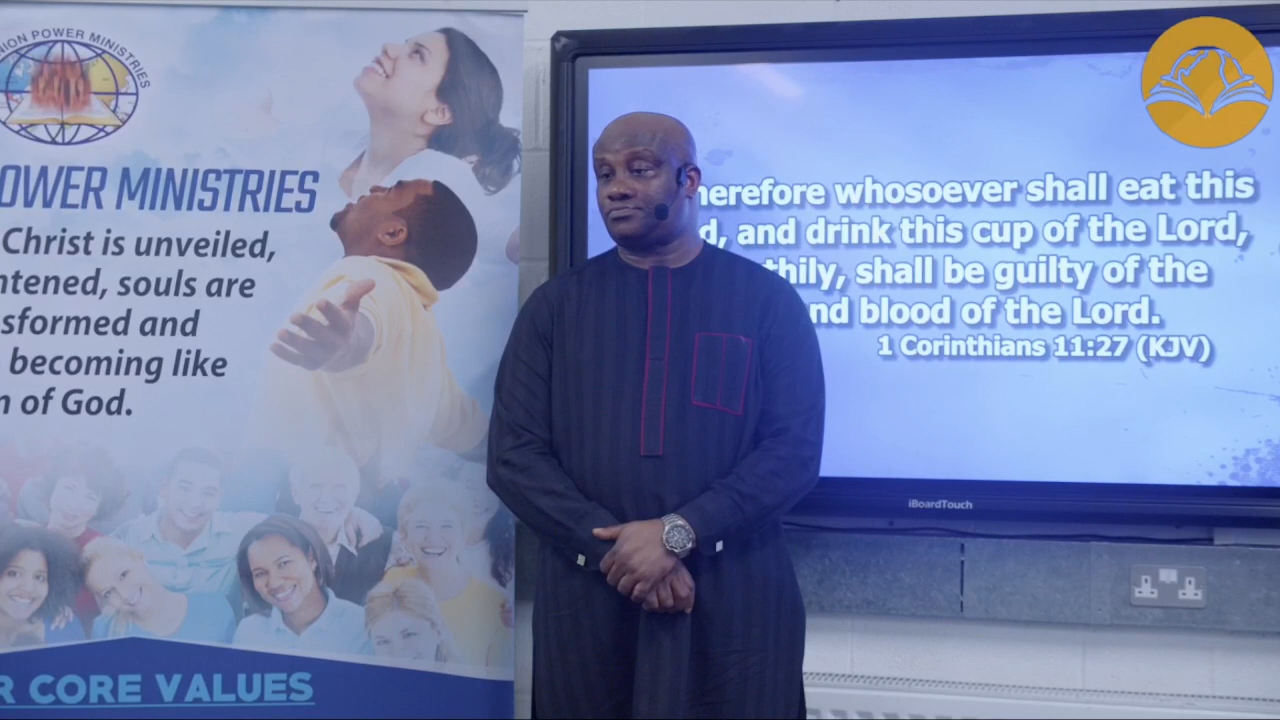 NION POWER MINISTRIES
OWER MINISTRIES
Christ is unveiled,
ntened, souls are
sformed and
becoming like
n of God.
R CORE VALUES
herefore whosoever shall eat this
d, and drink this cup of the Lord,
thily, shall be guilty of the
nd blood of the Lord.
1 Corinthians 11:27 (KJV)
iBoardTouch